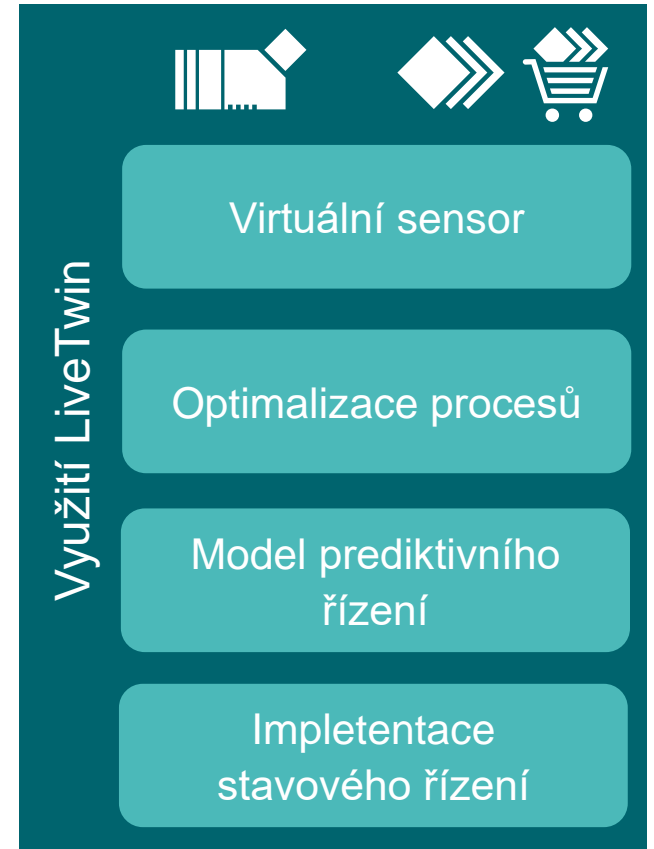 Využití LiveTwin
Virtuální sensor
Optimalizace procesů
Model prediktivního
řízení
Impletentace
stavového řízení